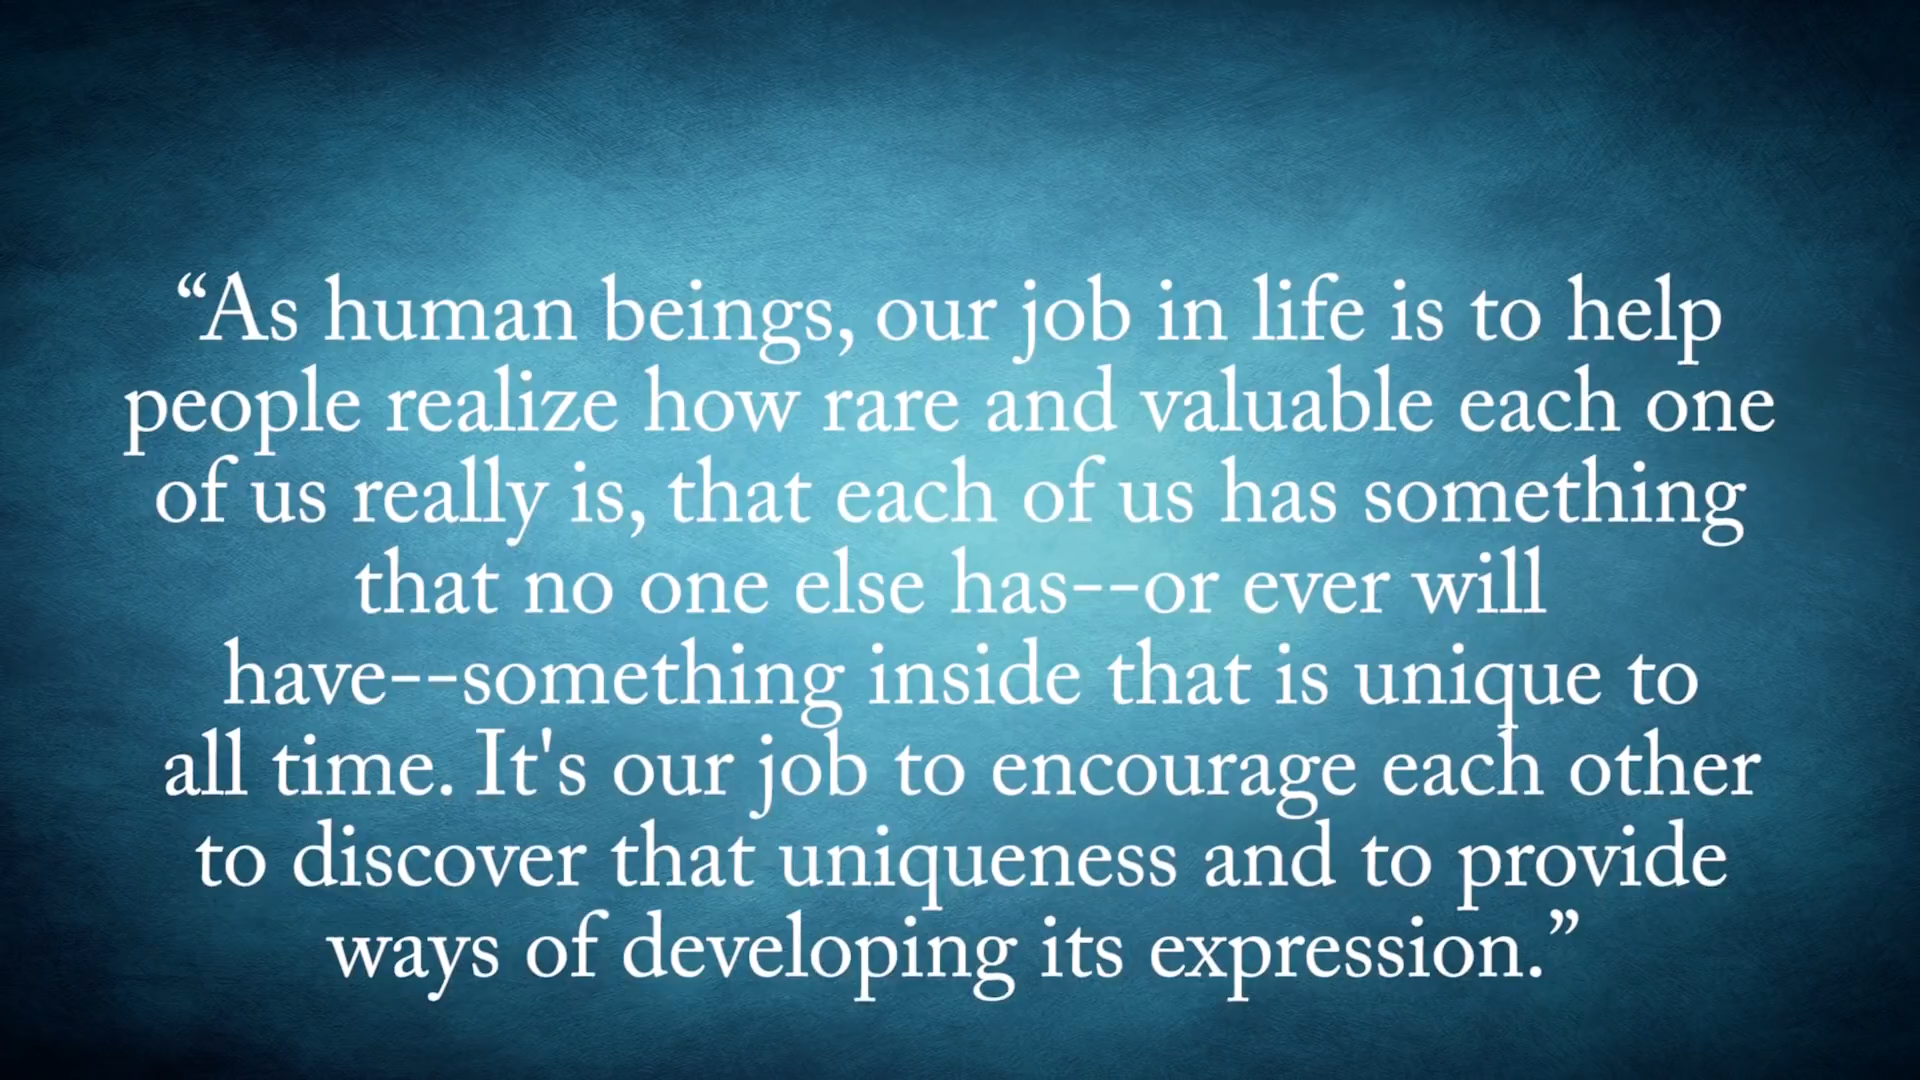 “As human beings, our job in life is to help
people realize how rare and valuable each one
of us really is, that each of us has something
that no one else has--or ever will
have--something inside that is unique to
all time. It's our job to encourage each other
to discover that uniqueness and to provide
ways of developing its expression.”